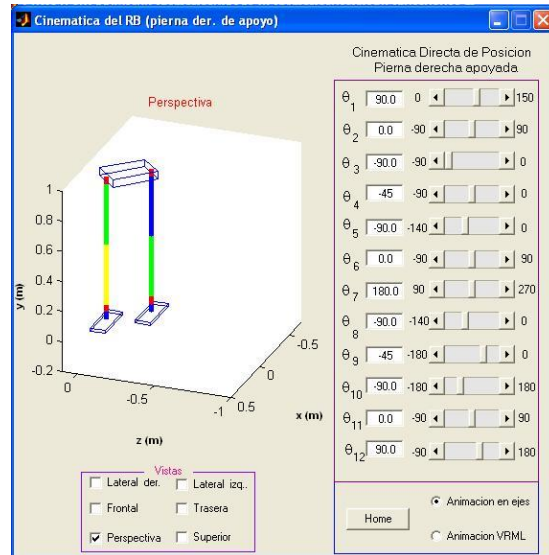 Cinematica del RB (pierna der. de apoyo)
Cinematica Directa de Posicion
Pierna derecha apoyada
Perspectiva
θ1 90.0 0 150
θ2 0.0 -90 90
θ3 -90.0 -90 0
θ4 -45 -90 0
θ5 -90.0 -140 0
θ6 0.0 -90 90
θ7 180.0 90 270
θ8 -90.0 -140 0
θ9 -45 -180 0
θ10 -90.0 -180 180
θ11 0.0 -90 90
θ12 90.0 -90 180
1
0.8
0.6
0.4
0.2
0
-0.2
y (m)
0
-0.5
-1
z (m)
0.5
0
-0.5
x (m)
Vistas
Lateral der. Lateral izq..
Frontal Trasera
Perspectiva Superior
Home
Animacion en ejes
Animacion VRML